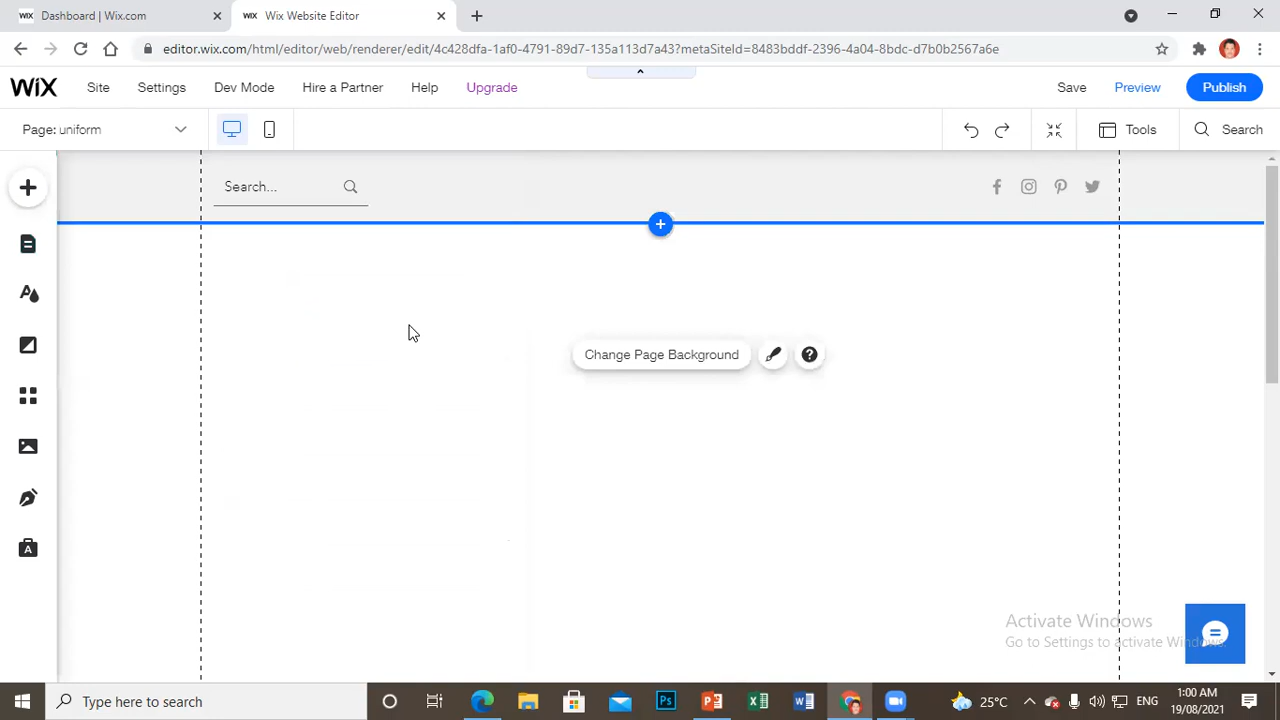 WiX Dashboard | Wix.com
WiX Wix Website Editor
editor.wix.com/html/editor/web/renderer/edit/4c428dfa-1af0-4791-89d7-135a113d7a43?metaSiteId=8483bddf-2396-4a04-8bdc-d7b0b2567a6e
WiX Site Settings Dev Mode Hire a Partner Help Upgrade Save Preview Publish
Page: uniform Tools Search
Search...
Change Page Background
Activate Windows
Go to Settings to activate Windows.
Type here to search
Ps
25°C
ENG
1:00 AM
19/08/2021